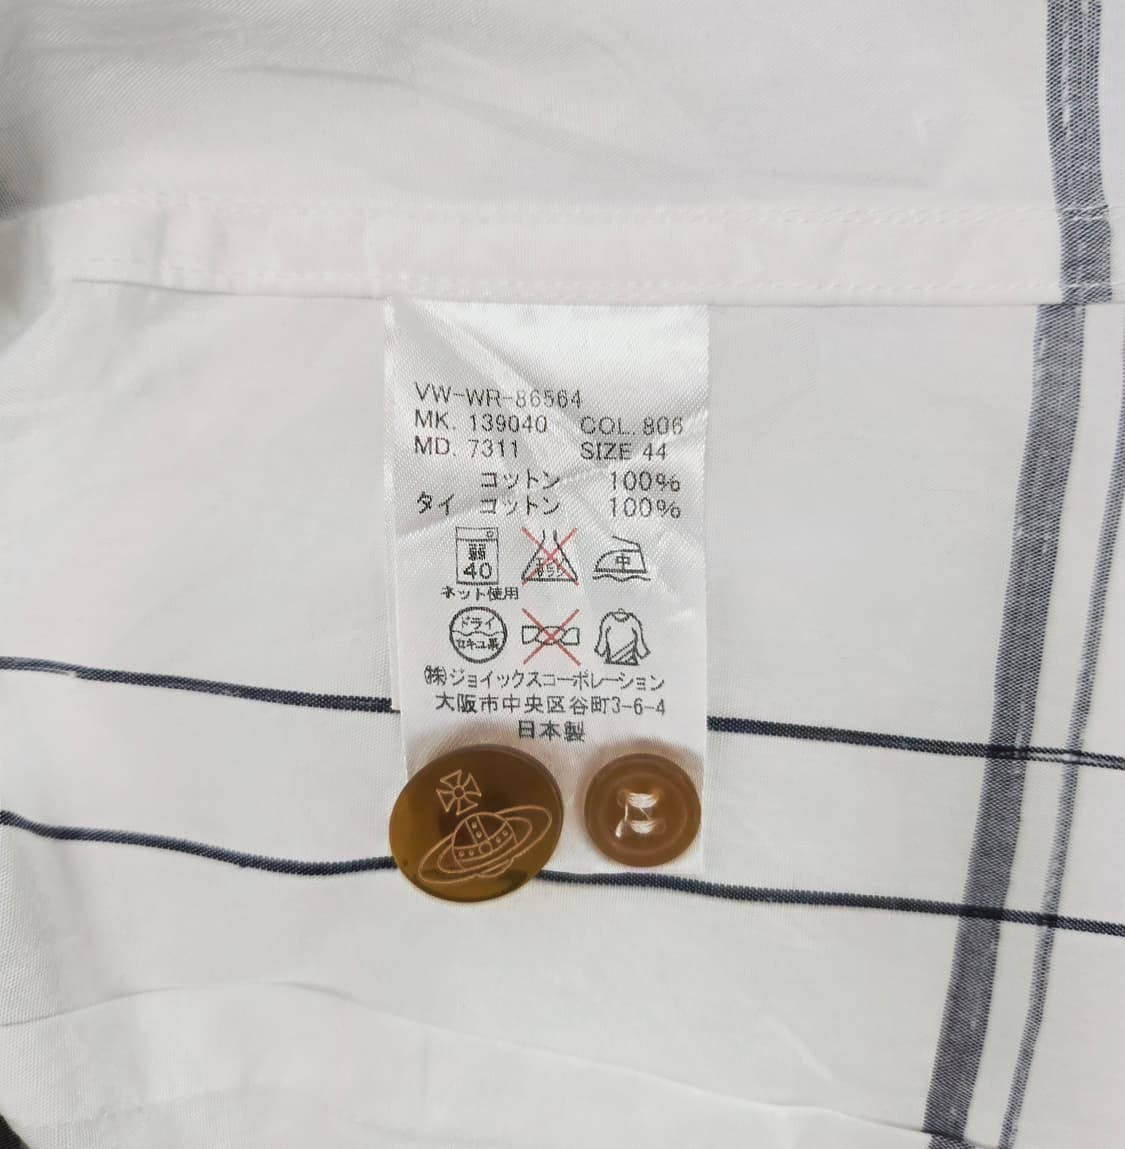 VW-WR-86564
MK. 139040 COL. 806
MD. 7311 SIZE 44
コットン 100%
タイ コットン 100%
弱
40
ネット使用
中
ドライ
セキユ系
㈱ジョイックスコーポレーション
大阪市中央区谷町3-6-4
日本製